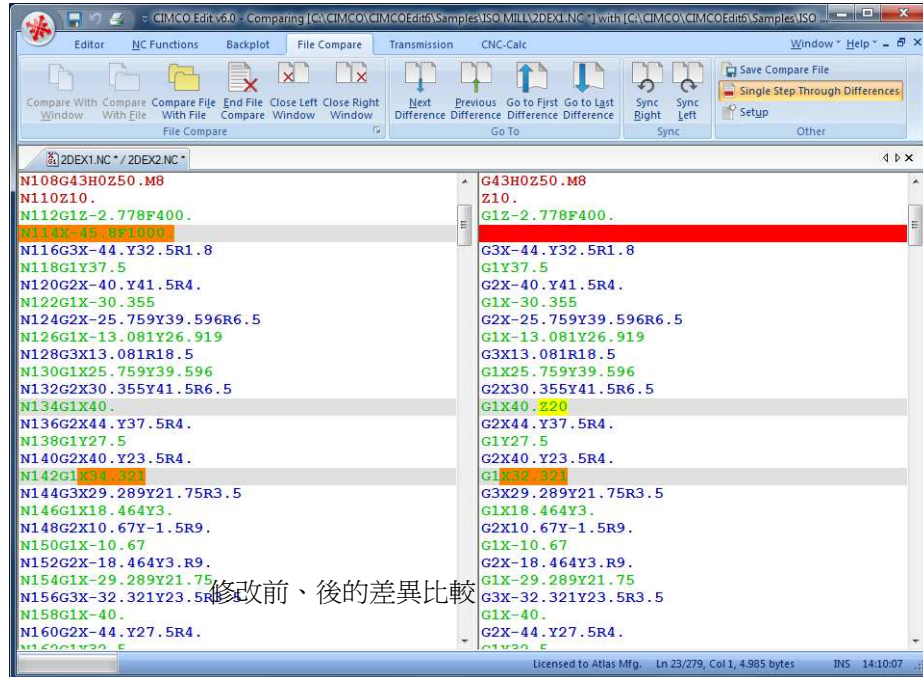 CIMCO Edit v6.0 - Comparing [C:\CIMCO\CIMCOEdit6\Samples\ISO MILL\2DEX1.NC *] with [C:\CIMCO\CIMCOEdit6\Samples\ISO ...
Editor NC Functions Backplot File Compare Transmission CNC-Calc Window Help
Compare With Window
Compare With File
Compare File With File
End File Compare
Close Left Window
Close Right Window
File Compare
Next Difference
Previous Difference
Go to First Difference
Go to Last Difference
Go To
Sync Right
Sync Left
Sync
Save Compare File
Single Step Through Differences
Setup
Other
2DEX1.NC * / 2DEX2.NC *
N108G43H0Z50.M8
N110Z10.
N112G1Z-2.778F400.
N114X-45.8F1000.
N116G3X-44.Y32.5R1.8
N118G1Y37.5
N120G2X-40.Y41.5R4.
N122G1X-30.355
N124G2X-25.759Y39.596R6.5
N126G1X-13.081Y26.919
N128G3X13.081R18.5
N130G1X25.759Y39.596
N132G2X30.355Y41.5R6.5
N134G1X40.
N136G2X44.Y37.5R4.
N138G1Y27.5
N140G2X40.Y23.5R4.
N142G1X34.321
N144G3X29.289Y21.75R3.5
N146G1X18.464Y3.
N148G2X10.67Y-1.5R9.
N150G1X-10.67
N152G2X-18.464Y3.R9.
N154G1X-29.289Y21.75
N156G3X-32.321Y23.5R3.5
N158G1X-40.
N160G2X-44.Y27.5R4.
N162G1Y32.5
G43H0Z50.M8
Z10.
G1Z-2.778F400.
G3X-44.Y32.5R1.8
G1Y37.5
G2X-40.Y41.5R4.
G1X-30.355
G2X-25.759Y39.596R6.5
G1X-13.081Y26.919
G3X13.081R18.5
G1X25.759Y39.596
G2X30.355Y41.5R6.5
G1X40.Z20
G2X44.Y37.5R4.
G1Y27.5
G2X40.Y23.5R4.
G1X32.321
G3X29.289Y21.75R3.5
G1X18.464Y3.
G2X10.67Y-1.5R9.
G1X-10.67
G2X-18.464Y3.R9.
G1X-29.289Y21.75
G3X-32.321Y23.5R3.5
G1X-40.
G2X-44.Y27.5R4.
G1Y32.5
修改前、後的差異比較
Licensed to Atlas Mfg. Ln 23/279, Col 1, 4.985 bytes INS 14:10:07